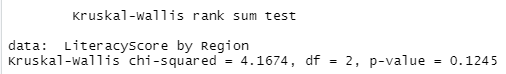 Kruskal-Wallis rank sum test
data:  LiteracyScore by Region
Kruskal-Wallis chi-squared = 4.1674, df = 2, p-value = 0.1245